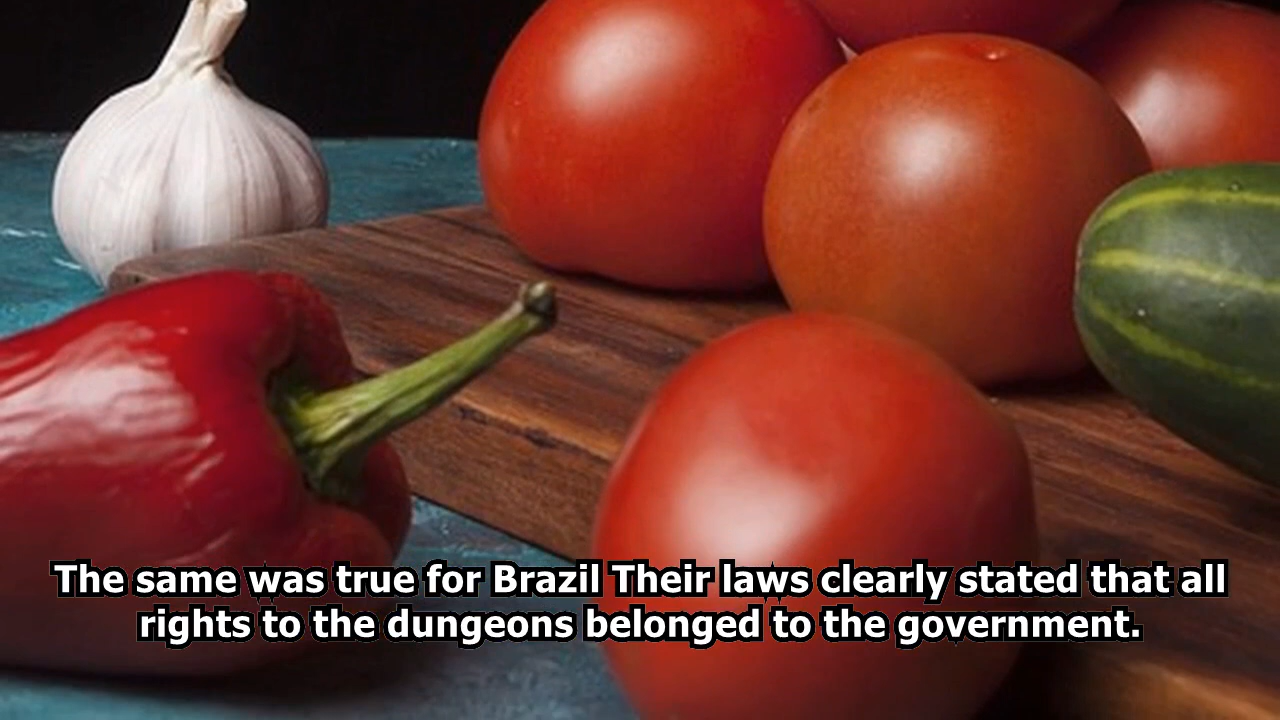 The same was true for Brazil Their laws clearly stated that all
rights to the dungeons belonged to the government.